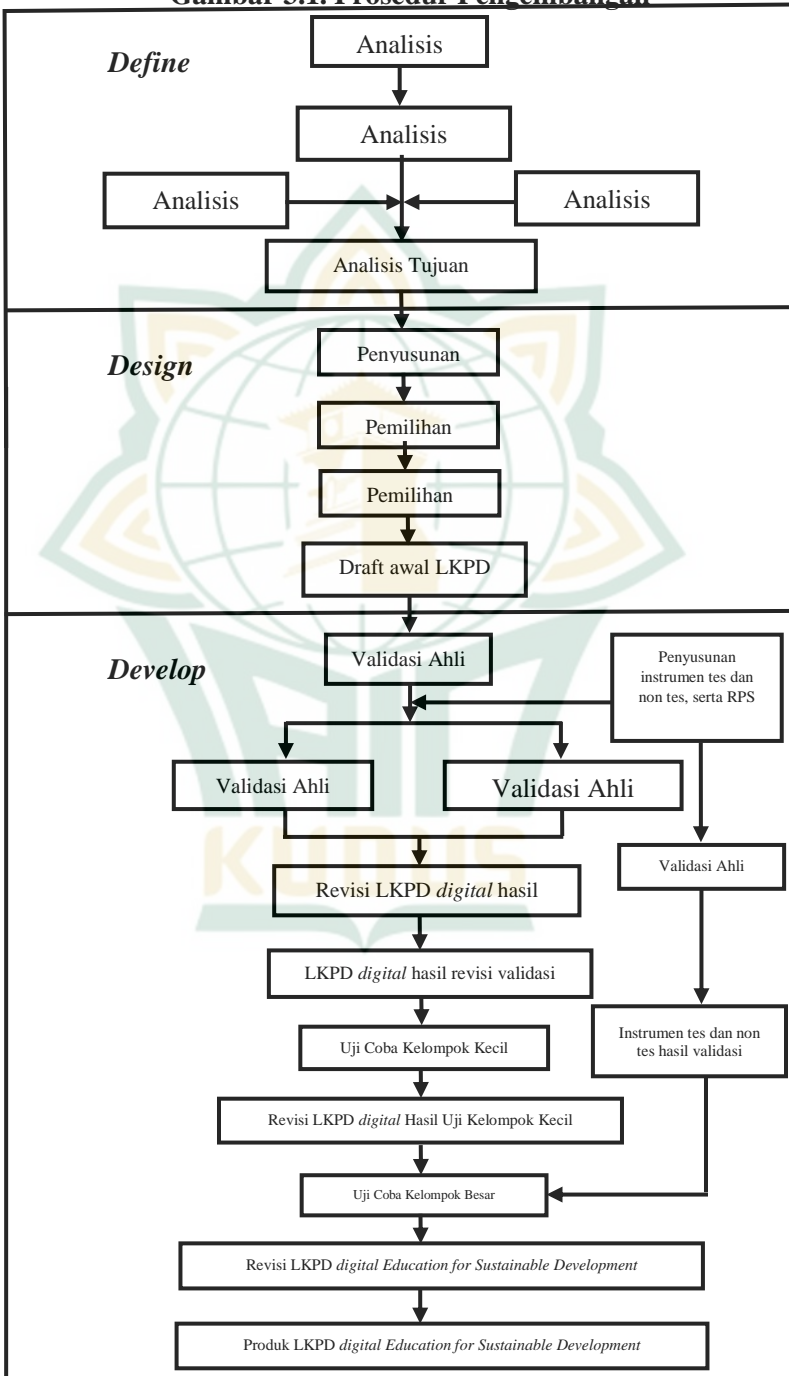 Gambar 3.1. Prosedur Pengembangan
Define
Analisis
Analisis
Analisis
Analisis
Analisis Tujuan
Design
Penyusunan
Pemilihan
Pemilihan
Draft awal LKPD
Develop
Validasi Ahli
Penyusunan
instrumen tes dan
non tes, serta RPS
Validasi Ahli
Validasi Ahli
Validasi Ahli
Revisi LKPD digital hasil
LKPD digital hasil revisi validasi
Instrumen tes dan non
tes hasil validasi
Uji Coba Kelompok Kecil
Revisi LKPD digital Hasil Uji Kelompok Kecil
Uji Coba Kelompok Besar
Revisi LKPD digital Education for Sustainable Development
Produk LKPD digital Education for Sustainable Development
KUDUS